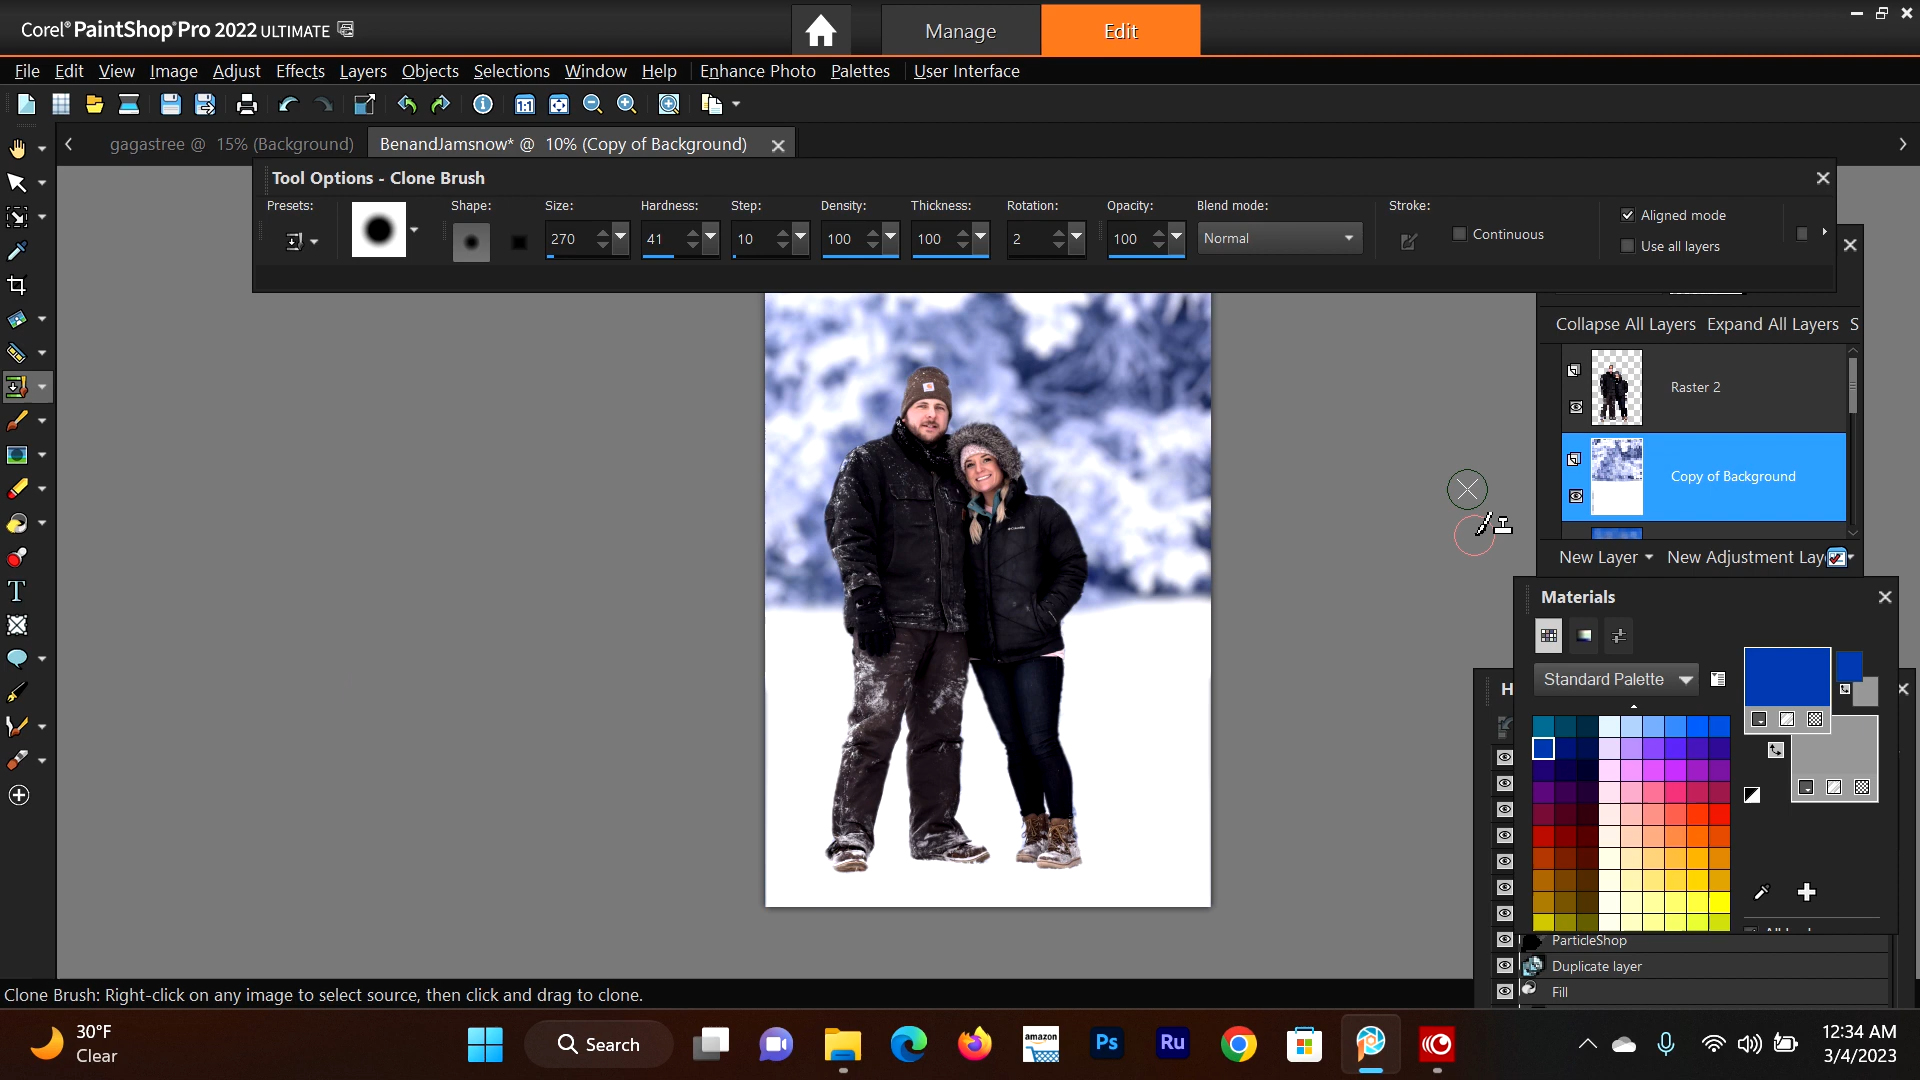 Corel® PaintShop® Pro 2022 ULTIMATE
Manage
Edit
File Edit View Image Adjust Effects Layers Objects Selections Window Help Enhance Photo Palettes User Interface
gagastree @ 15% (Background)
BenandJamsnow* @ 10% (Copy of Background)
Tool Options - Clone Brush
Presets: Shape: Size: Hardness: Step: Density: Thickness: Rotation: Opacity: Blend mode: Stroke:
270 41 10 100 100 2 100 Normal
Continuous
Aligned mode
Use all layers
Collapse All Layers Expand All Layers S
Raster 2
Copy of Background
New Layer New Adjustment Lay
Materials
Standard Palette
H
ParticleShop
Duplicate layer
Fill
Clone Brush: Right-click on any image to select source, then click and drag to clone.
30°F
Clear
Search
amazon
Ps
Ru
12:34 AM
3/4/2023